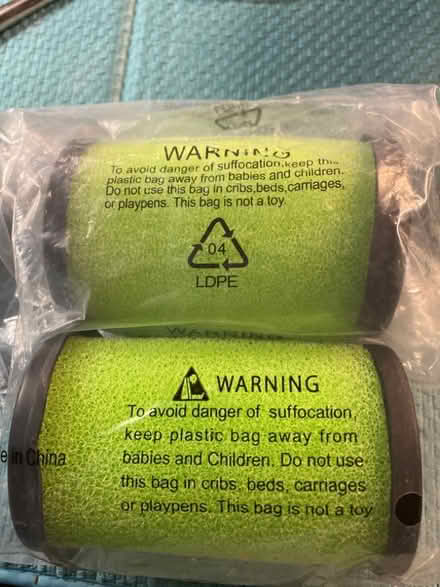 WARNING
To avoid danger of suffocation,keep this
plastic bag away from babies and children.
Do not use this bag in cribs,beds,carriages,
or playpens. This bag is not a toy.
04
LDPE
WARNING
WARNING
To avoid danger of suffocation,
keep plastic bag away from
babies and Children. Do not use
this bag in cribs, beds, carriages
or playpens. This bag is not a toy
e in China